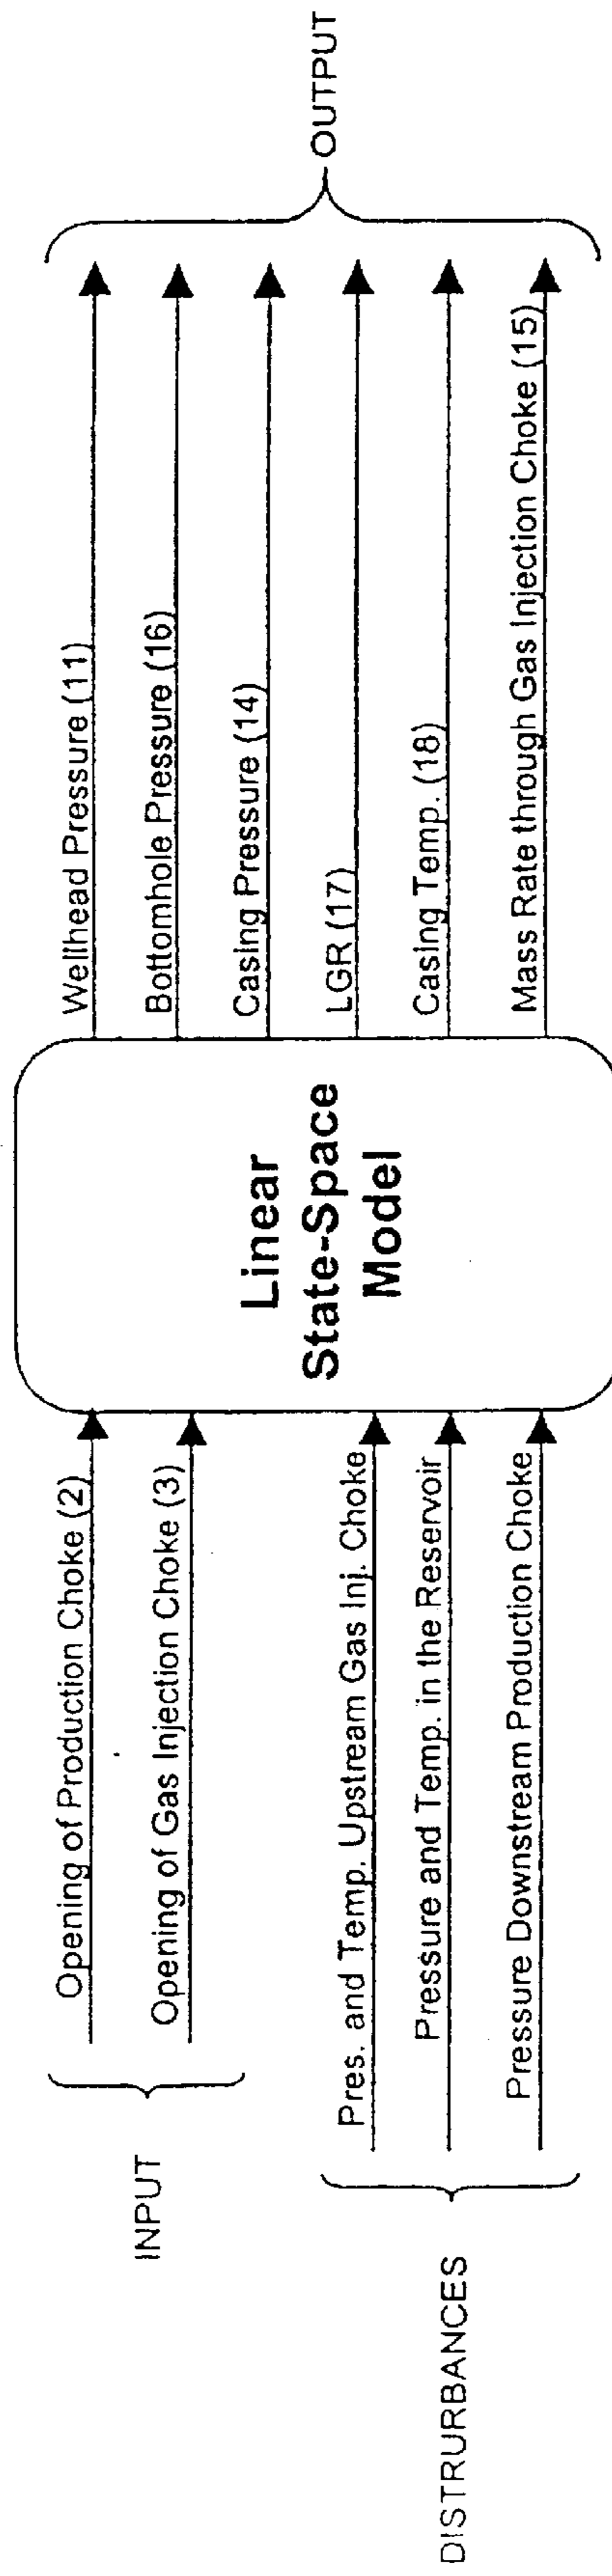 INPUT
Opening of Production Choke (2)
Opening of Gas Injection Choke (3)
DISTRURBANCES
Pres. and Temp. Upstream Gas Inj. Choke
Pressure and Temp. in the Reservoir
Pressure Downstream Production Choke
Linear
State-Space
Model
Wellhead Pressure (11)
Bottomhole Pressure (16)
Casing Pressure (14)
LGR (17)
Casing Temp. (18)
Mass Rate through Gas Injection Choke (15)
OUTPUT